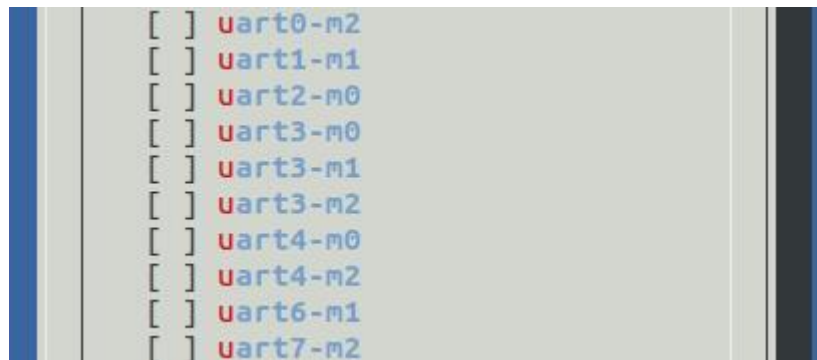 [ ] uart0-m2
[ ] uart1-m1
[ ] uart2-m0
[ ] uart3-m0
[ ] uart3-m1
[ ] uart3-m2
[ ] uart4-m0
[ ] uart4-m2
[ ] uart6-m1
[ ] uart7-m2